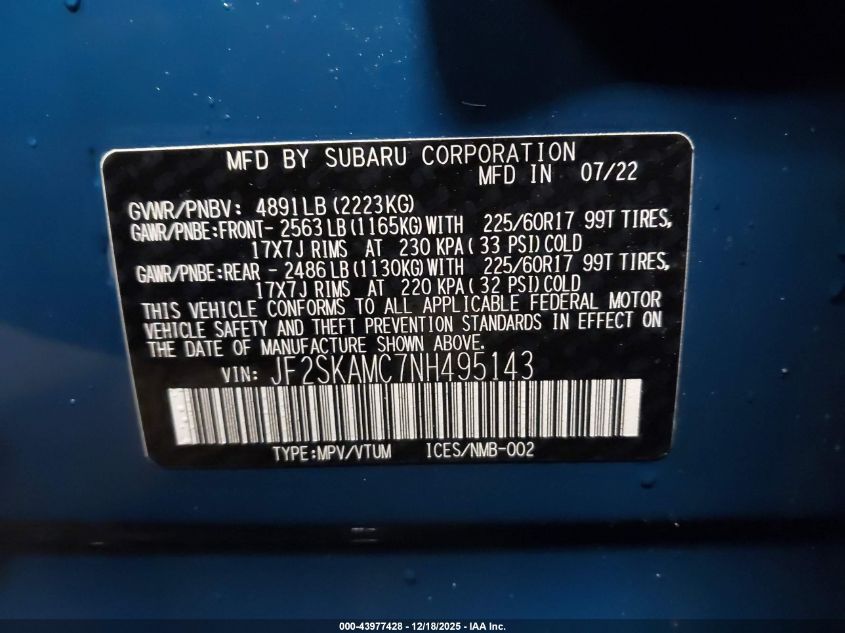 MFD BY SUBARU CORPORATION
MFD IN 07/22
GVWR/PNBV: 4891LB(2223KG)
GAWR/PNBE:FRONT- 2563LB(1165KG)WITH 225/60R17 99T TIRES,
17X7J RIMS AT 230 KPA(33 PSI)COLD
GAWR/PNBE:REAR - 2486LB(1130KG)WITH 225/60R17 99T TIRES,
17X7J RIMS AT 220 KPA(32 PSI)COLD
THIS VEHICLE CONFORMS TO ALL APPLICABLE FEDERAL MOTOR
VEHICLE SAFETY AND THEFT PREVENTION STANDARDS IN EFFECT ON
THE DATE OF MANUFACTURE SHOWN ABOVE.
VIN: JF2SKAMC7NH495143
TYPE:MPV/VTUM ICES/NMB-002
000-43977428 - 12/18/2025 - IAA Inc.